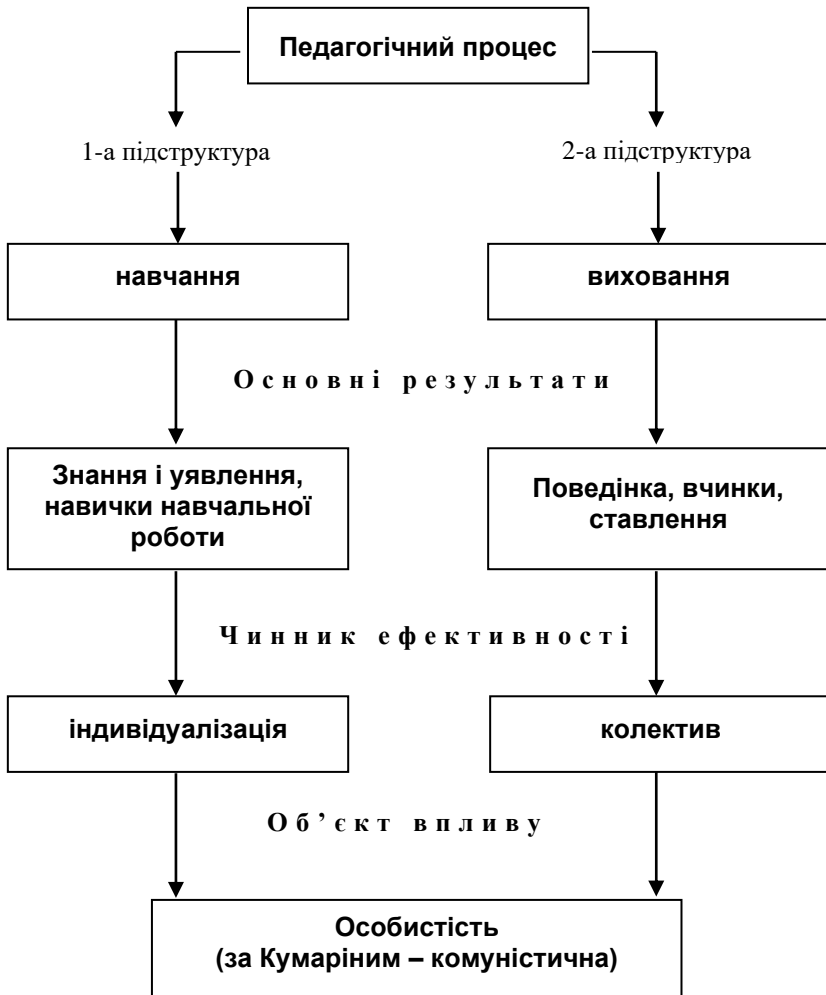 Педагогічний процес
1-а підструктура
2-а підструктура
навчання
виховання
Основні результати
Знання і уявлення,
навички навчальної
роботи
Поведінка, вчинки,
ставлення
Чинник ефективності
індивідуалізація
колектив
Об’єкт впливу
Особистість
(за Кумаріним – комуністична)